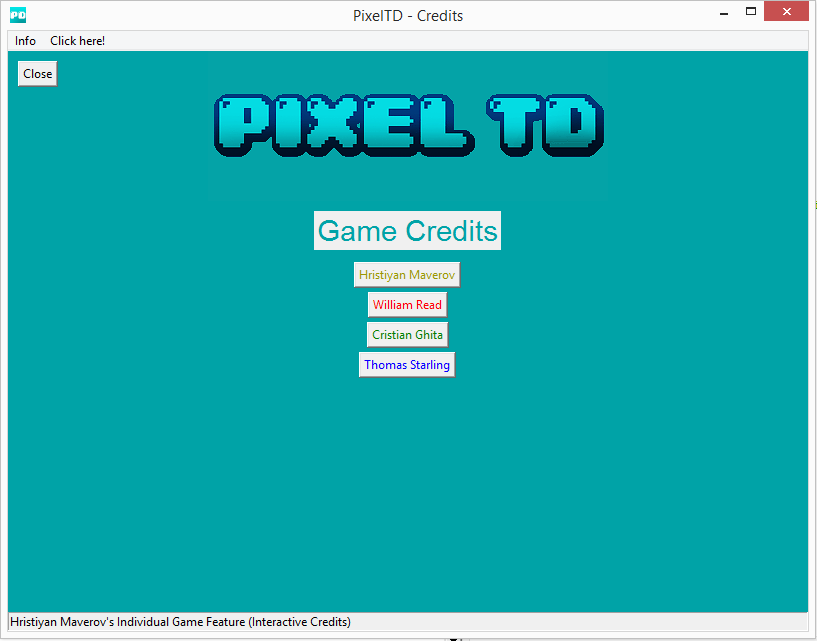 PD
PixelTD - Credits
Info Click here!
Close
PIXEL TD
Game Credits
Hristiyan Maverov
William Read
Cristian Ghita
Thomas Starling
Hristiyan Maverov's Individual Game Feature (Interactive Credits)